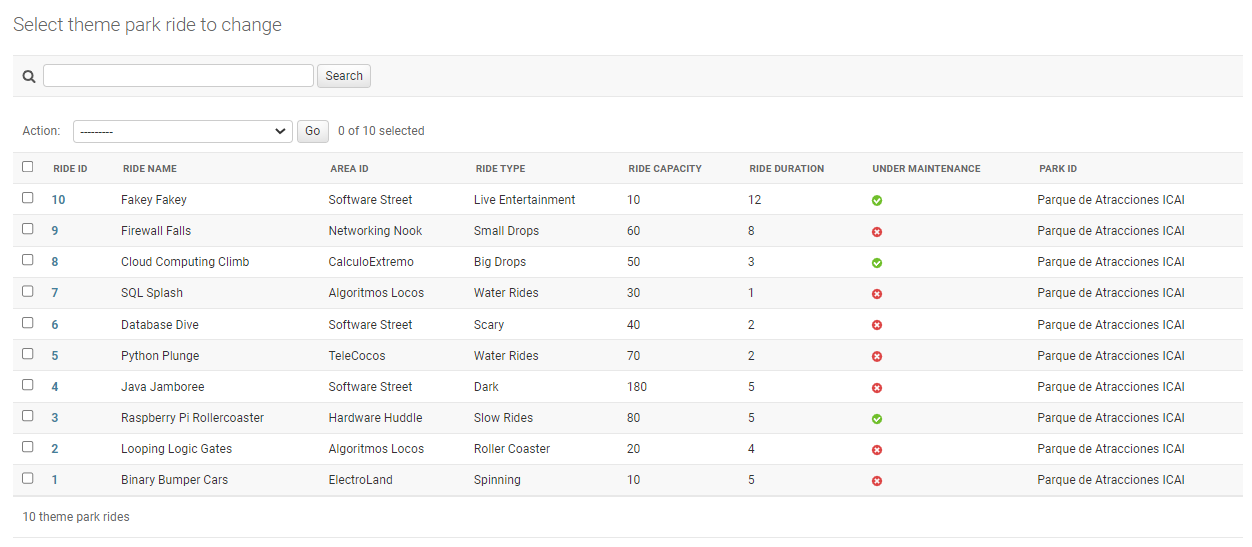 Select theme park ride to change
Search
Action: --------- Go 0 of 10 selected
RIDE ID RIDE NAME AREA ID RIDE TYPE RIDE CAPACITY RIDE DURATION UNDER MAINTENANCE PARK ID
10 Fakey Fakey Software Street Live Entertainment 10 12 Parque de Atracciones ICAI
9 Firewall Falls Networking Nook Small Drops 60 8 Parque de Atracciones ICAI
8 Cloud Computing Climb CalculoExtremo Big Drops 50 3 Parque de Atracciones ICAI
7 SQL Splash Algoritmos Locos Water Rides 30 1 Parque de Atracciones ICAI
6 Database Dive Software Street Scary 40 2 Parque de Atracciones ICAI
5 Python Plunge TeleCocos Water Rides 70 2 Parque de Atracciones ICAI
4 Java Jamboree Software Street Dark 180 5 Parque de Atracciones ICAI
3 Raspberry Pi Rollercoaster Hardware Huddle Slow Rides 80 5 Parque de Atracciones ICAI
2 Looping Logic Gates Algoritmos Locos Roller Coaster 20 4 Parque de Atracciones ICAI
1 Binary Bumper Cars ElectroLand Spinning 10 5 Parque de Atracciones ICAI
10 theme park rides